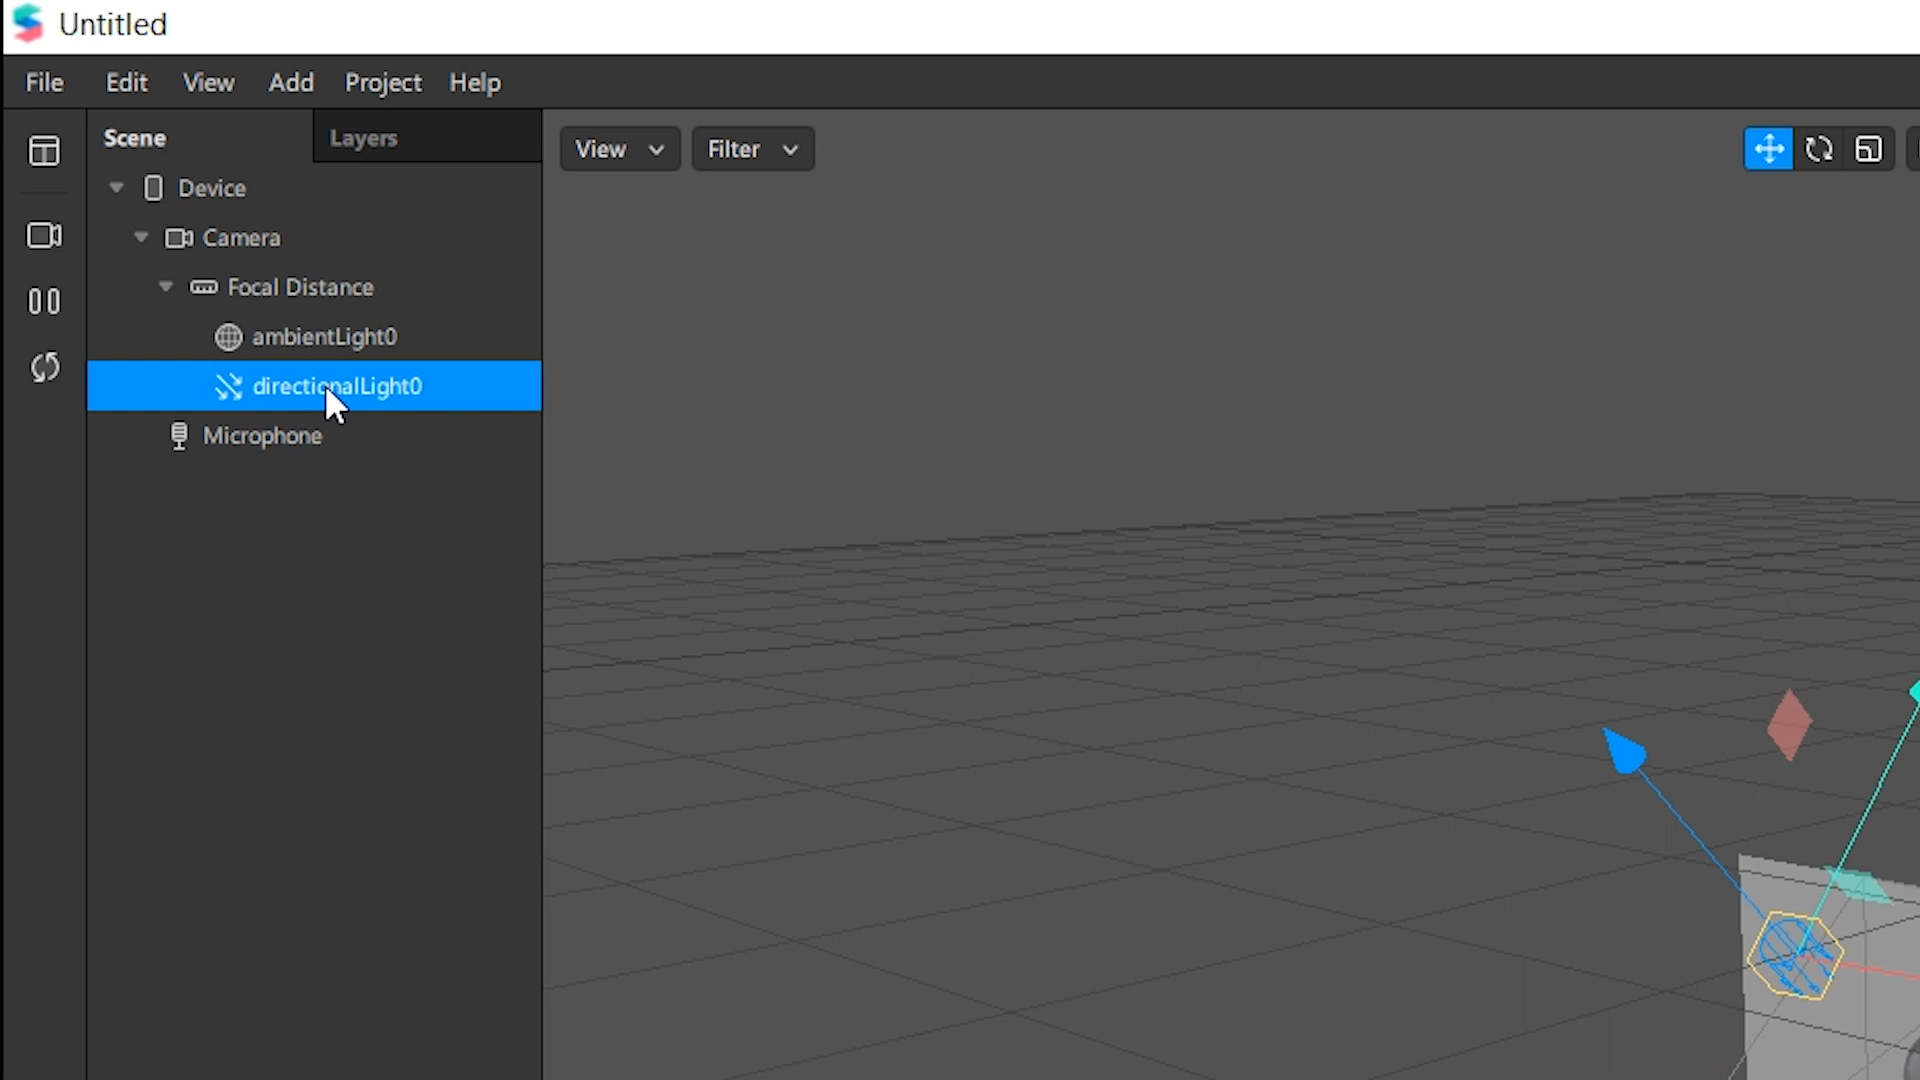 Untitled
File Edit View Add Project Help
Scene Layers
View Filter
Device
Camera
Focal Distance
ambientLight0
directionalLight0
Microphone